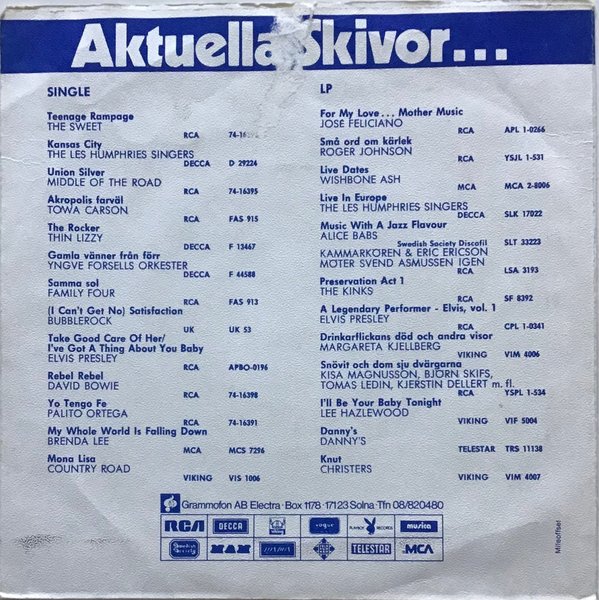 Aktuella Skivor...
SINGLE
Teenage Rampage
THE SWEET
RCA
Kansas City
THE LES HUMPHRIES SINGERS
DECCA D 29224
Union Silver
MIDDLE OF THE ROAD
RCA 74-16395
Akropolis farväl
TOWA CARSON
RCA FAS 915
The Rocker
THIN LIZZY
DECCA F 13467
Gamla vänner från förr
YNGVE FORSELLS ORKESTER
DECCA F 44588
Samma sol
FAMILY FOUR
RCA FAS 913
(I Can't Get No) Satisfaction
BUBBLEROCK
UK UK 53
Take Good Care Of Her/
I've Got A Thing About You Baby
ELVIS PRESLEY
RCA APBO-0196
Rebel Rebel
DAVID BOWIE
RCA 74-16398
Yo Tengo Fe
PALITO ORTEGA
RCA 74-16391
My Whole World Is Falling Down
BRENDA LEE
MCA MCS 7296
Mona Lisa
COUNTRY ROAD
VIKING VIS 1006
LP
For My Love... Mother Music
JOSE FELICIANO
RCA APL 1-0266
Små ord om kärlek
ROGER JOHNSON
RCA YSJL 1-531
Live Dates
WISHBONE ASH
MCA MCA 2-8006
Live In Europe
THE LES HUMPHRIES SINGERS
DECCA SLK 17022
Music With A Jazz Flavour
ALICE BABS
Swedish Society Discofil SLT 33223
KAMMARKÖREN & ERIC ERICSON
MÖTER SVEND ASMUSSEN IGEN
RCA LSA 3193
Preservation Act 1
THE KINKS
RCA SF 8392
A Legendary Performer - Elvis, vol. 1
ELVIS PRESLEY
RCA CPL 1-0341
Drinkarflickans död och andra visor
MARGARETA KJELLBERG
VIKING VIM 4006
Snövit och dom sju dvärgarna
KISA MAGNUSSON, BJÖRN SKIFS,
TOMAS LEDIN, KJERSTIN DELLERT m. fl.
RCA YSPL 1-534
I'll Be Your Baby Tonight
LEE HAZLEWOOD
VIKING VIF 5004
Danny's
DANNY'S
TELESTAR TRS 11138
Knut
CHRISTERS
VIKING VIM 4007
Grammofon AB Electra · Box 1178 · 171 23 Solna · Tfn 08/820480
RCA DECCA vogue PLAYBOY RECORDS musica
Swedish Society MAM TELESTAR MCA
Milleoffset